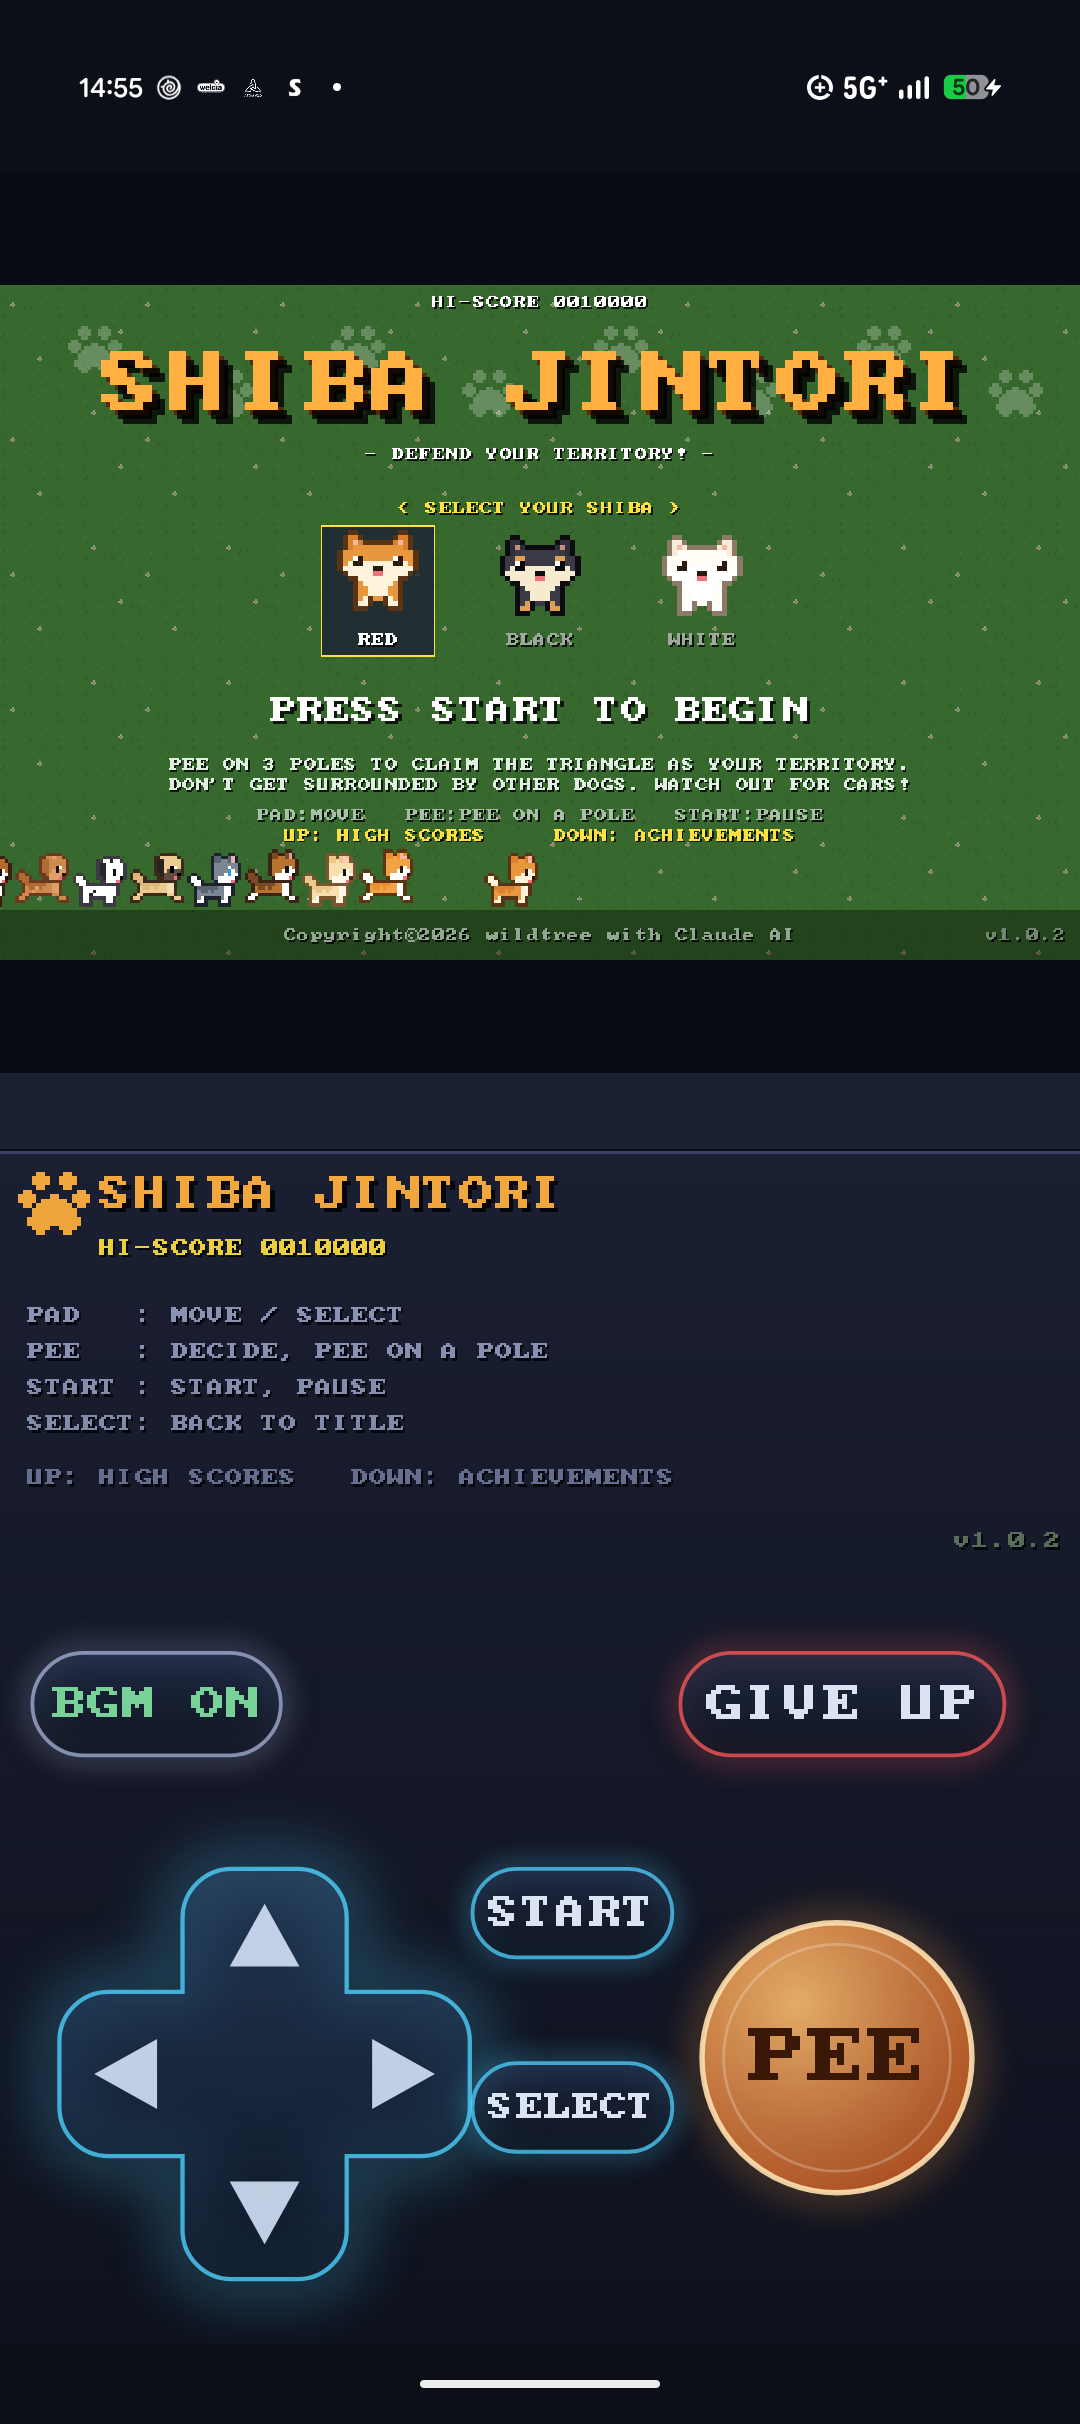 14:55 welcia S 5G+ 50
HI-SCORE 0010000
SHIBA JINTORI
- DEFEND YOUR TERRITORY! -
< SELECT YOUR SHIBA >
RED BLACK WHITE
PRESS START TO BEGIN
PEE ON 3 POLES TO CLAIM THE TRIANGLE AS YOUR TERRITORY.
DON'T GET SURROUNDED BY OTHER DOGS. WATCH OUT FOR CARS!
PAD:MOVE PEE:PEE ON A POLE START:PAUSE
UP: HIGH SCORES DOWN: ACHIEVEMENTS
Copyright©2026 wildtree with Claude AI v1.0.2
SHIBA JINTORI
HI-SCORE 0010000
PAD : MOVE / SELECT
PEE : DECIDE, PEE ON A POLE
START : START, PAUSE
SELECT: BACK TO TITLE
UP: HIGH SCORES DOWN: ACHIEVEMENTS
v1.0.2
BGM ON GIVE UP
START
PEE
SELECT